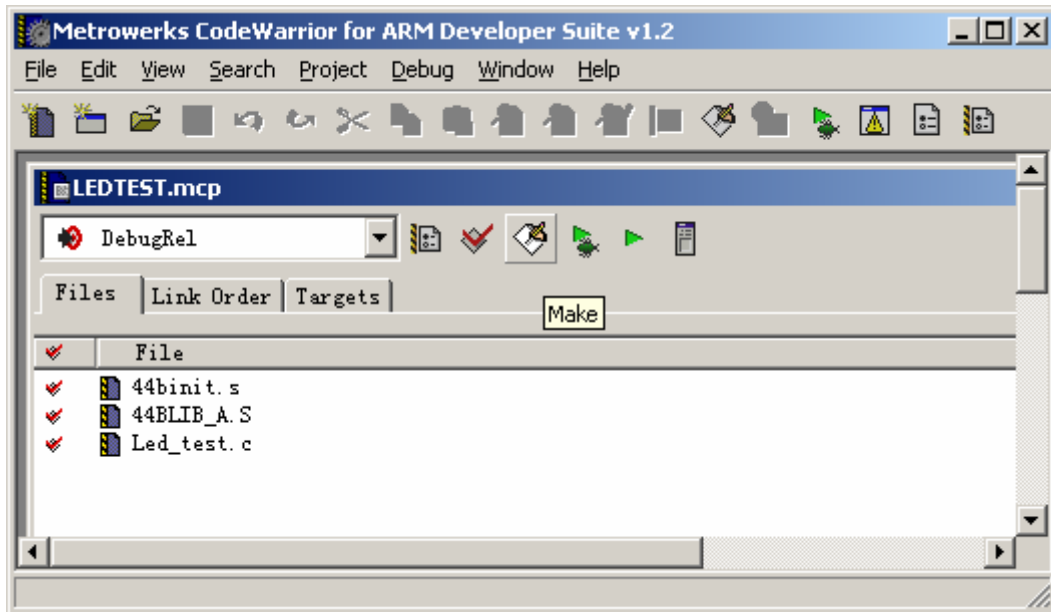 Metrowerks CodeWarrior for ARM Developer Suite v1.2
File Edit View Search Project Debug Window Help
LEDTEST.mcp
DebugRel
Files Link Order Targets
Make
File
44binit.s
44BLIB_A.S
Led_test.c